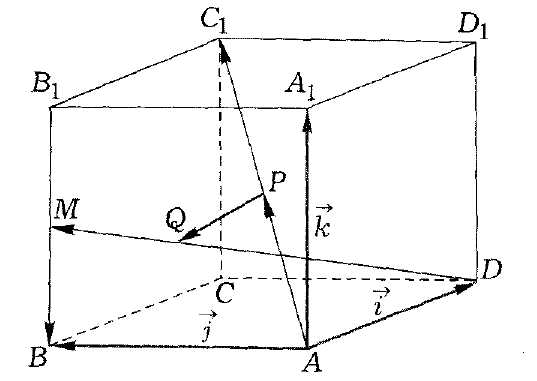 C₁ D₁
B₁ A₁
P
M Q k⃗
C D
j⃗ i⃗
B A